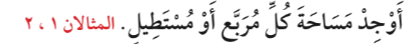 أَوْجِدْ مَسَاحَةَ كُلِّ مُرَبَّعٍ أَوْ مُسْتَطِيلٍ. المثالان ١ ، ٢